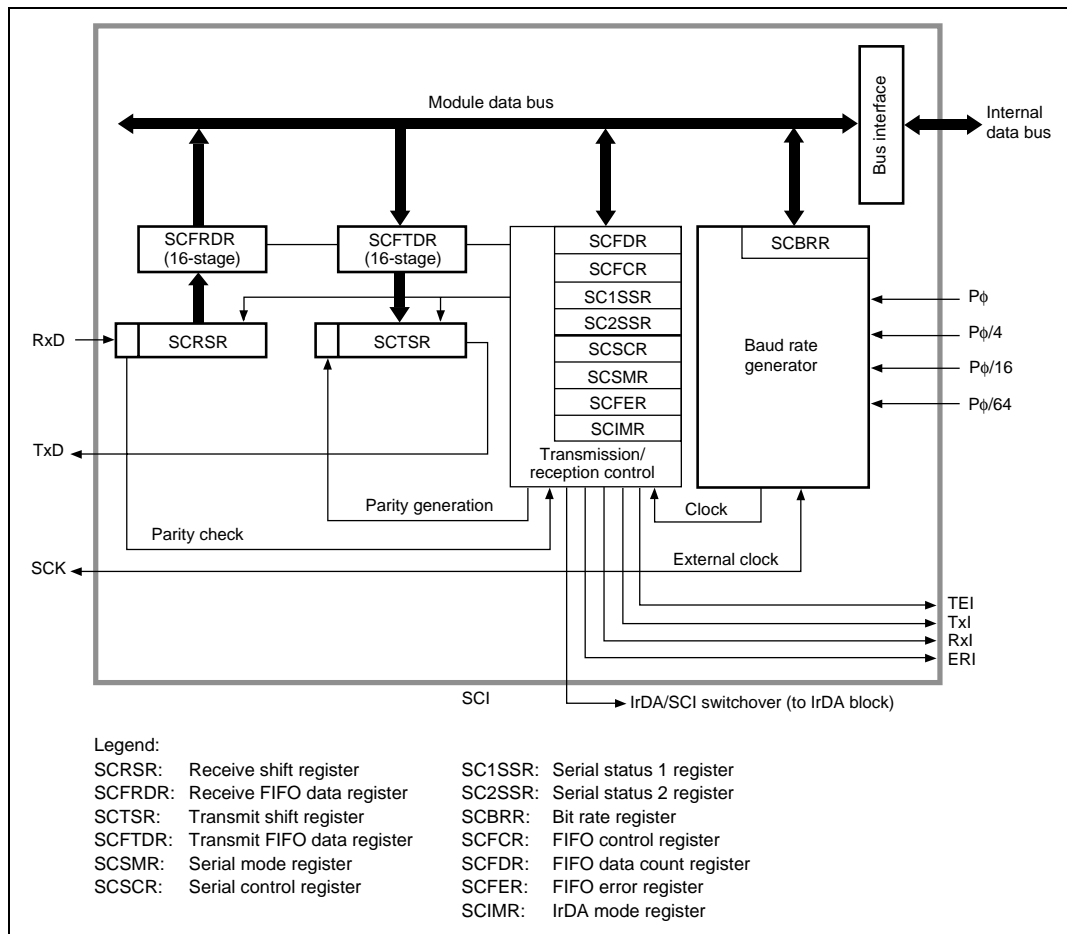 Module data bus
Bus interface
Internal
data bus
SCFRDR
(16-stage)
SCFTDR
(16-stage)
SCFDR
SCFCR
SC1SSR
SC2SSR
SCSCR
SCSMR
SCFER
SCIMR
Transmission/
reception control
SCBRR
Baud rate
generator
Pϕ
Pϕ/4
Pϕ/16
Pϕ/64
RxD
SCRSR
SCTSR
TxD
Parity generation
Clock
Parity check
SCK
External clock
TEI
TxI
RxI
ERI
SCI
IrDA/SCI switchover (to IrDA block)
Legend:
SCRSR: Receive shift register
SCFRDR: Receive FIFO data register
SCTSR: Transmit shift register
SCFTDR: Transmit FIFO data register
SCSMR: Serial mode register
SCSCR: Serial control register
SC1SSR: Serial status 1 register
SC2SSR: Serial status 2 register
SCBRR: Bit rate register
SCFCR: FIFO control register
SCFDR: FIFO data count register
SCFER: FIFO error register
SCIMR: IrDA mode register